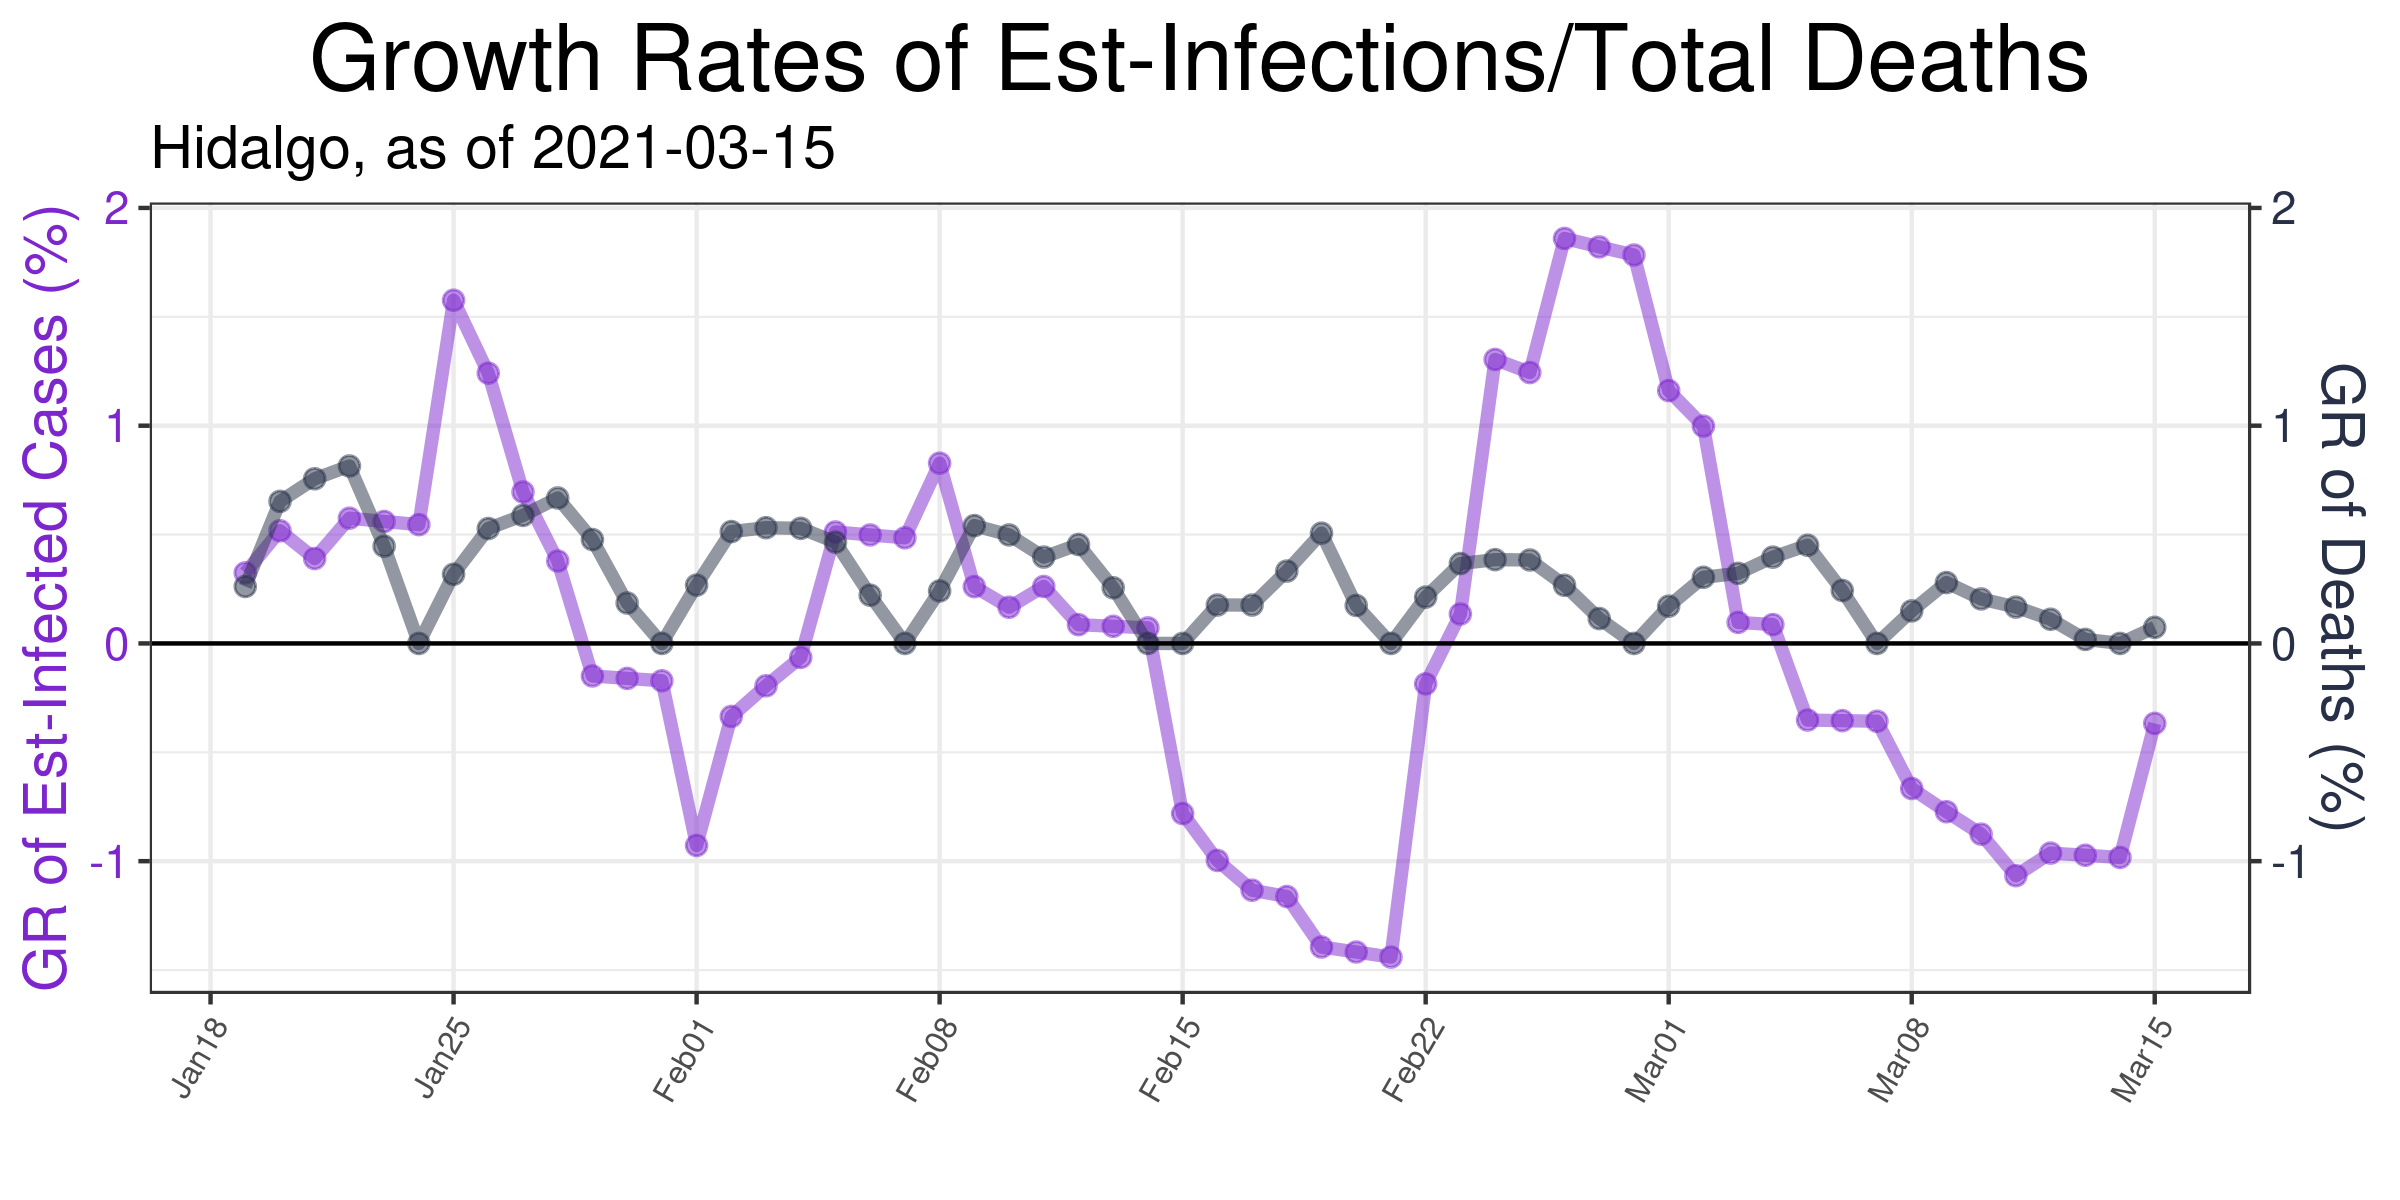 Growth Rates of Est-Infections/Total Deaths
Hidalgo, as of 2021-03-15
GR of Est-Infected Cases (%)
2
1
0
-1
2
1
0
-1
GR of Deaths (%)
Jan18
Jan25
Feb01
Feb08
Feb15
Feb22
Mar01
Mar08
Mar15